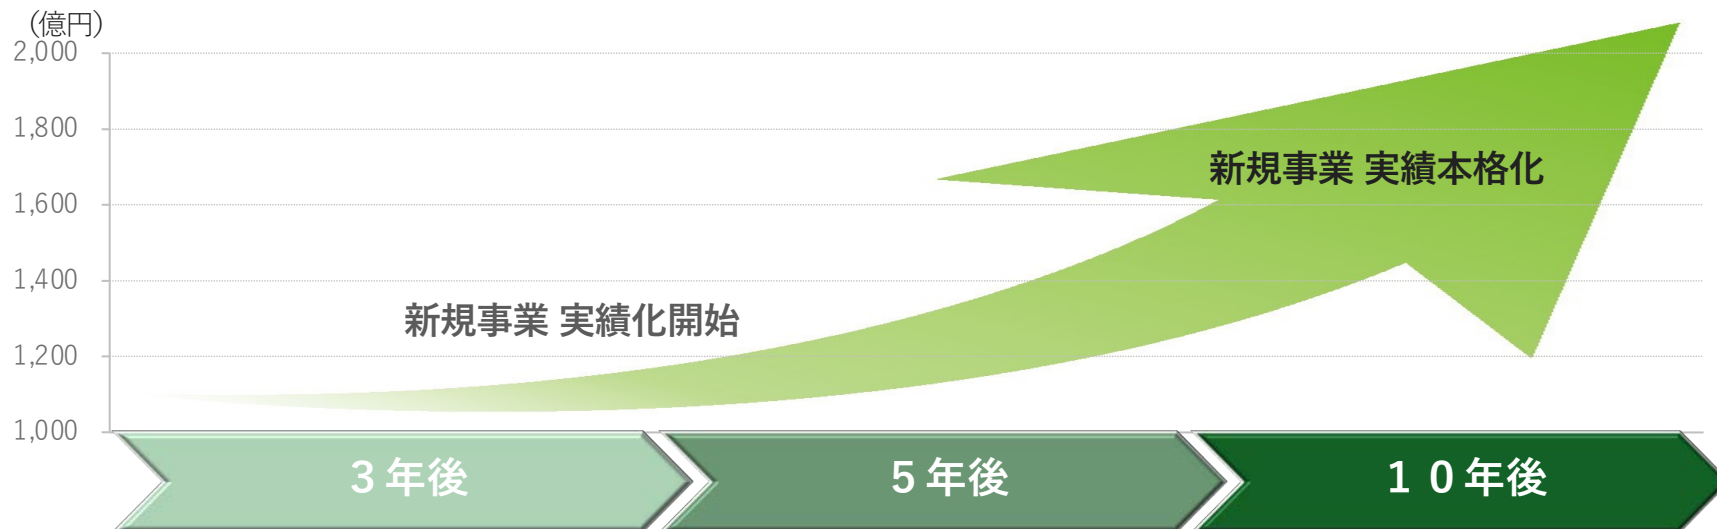 (億円)
2,000
1,800
1,600
1,400
1,200
1,000
新規事業 実績本格化
新規事業 実績化開始
３年後
５年後
１０年後